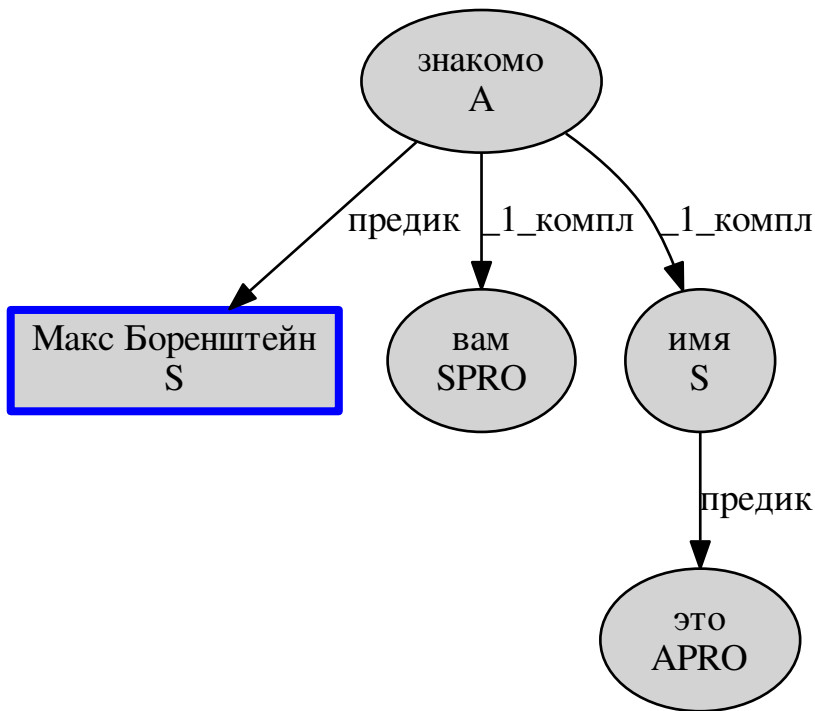 знакомо
A
предик
_1_компл
_1_компл
Макс Боренштейн
S
вам
SPRO
имя
S
предик
это
APRO